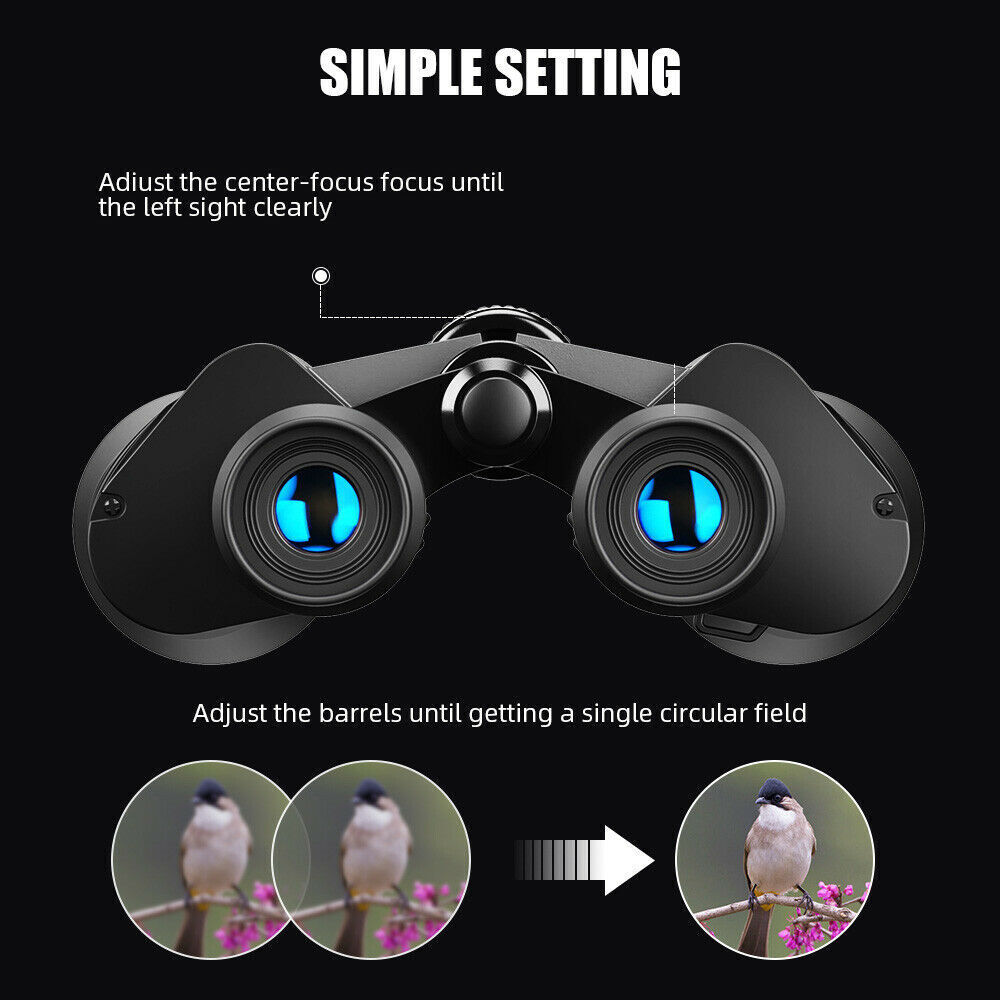 SIMPLE SETTING
Adiust the center-focus focus until
the left sight clearly
Adjust the barrels until getting a single circular field